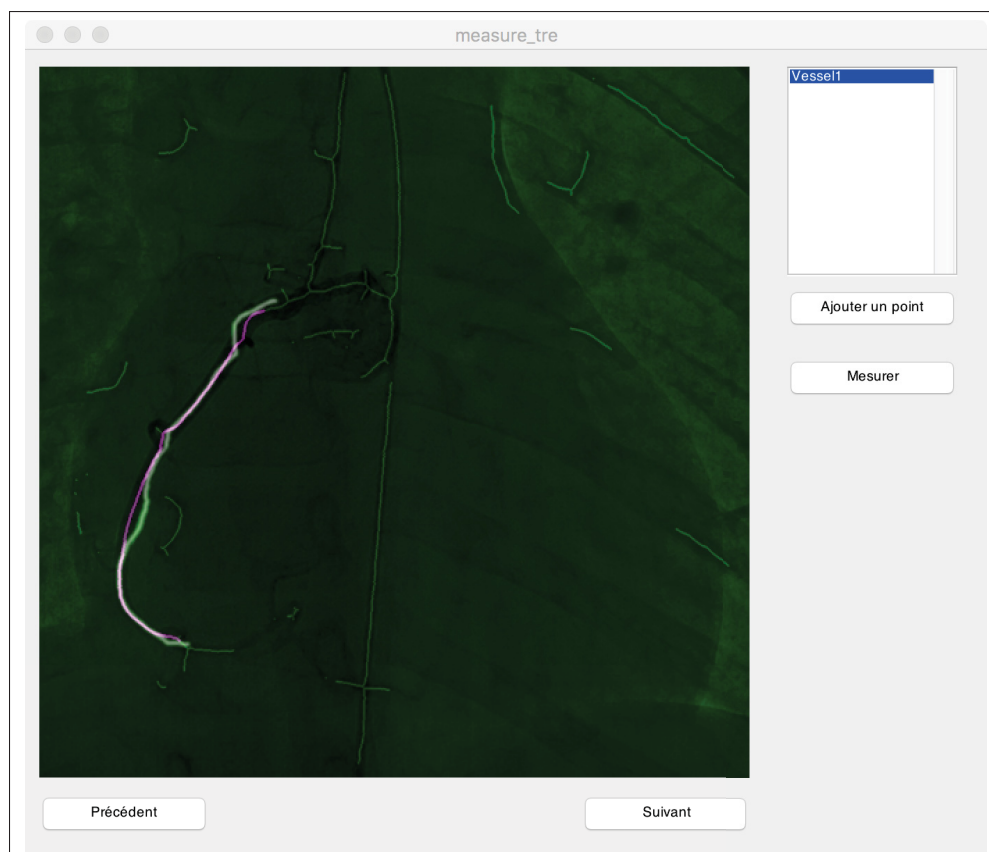 measure_tre
Vessel1
Ajouter un point
Mesurer
Précédent
Suivant